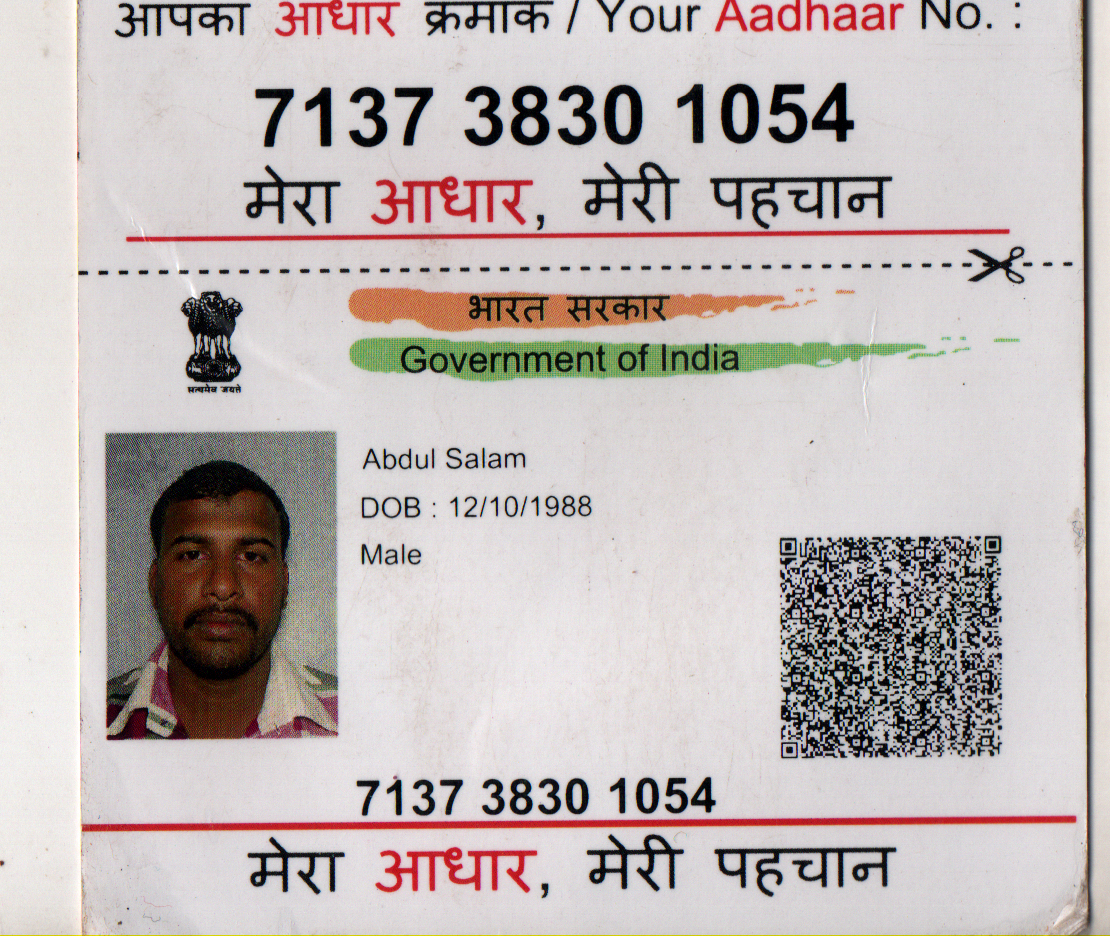 आपका आधार क्रमांक / Your Aadhaar No. :
7137 3830 1054
मेरा आधार, मेरी पहचान
भारत सरकार
Government of India
सत्यमेव जयते
Abdul Salam
DOB : 12/10/1988
Male
7137 3830 1054
मेरा आधार, मेरी पहचान